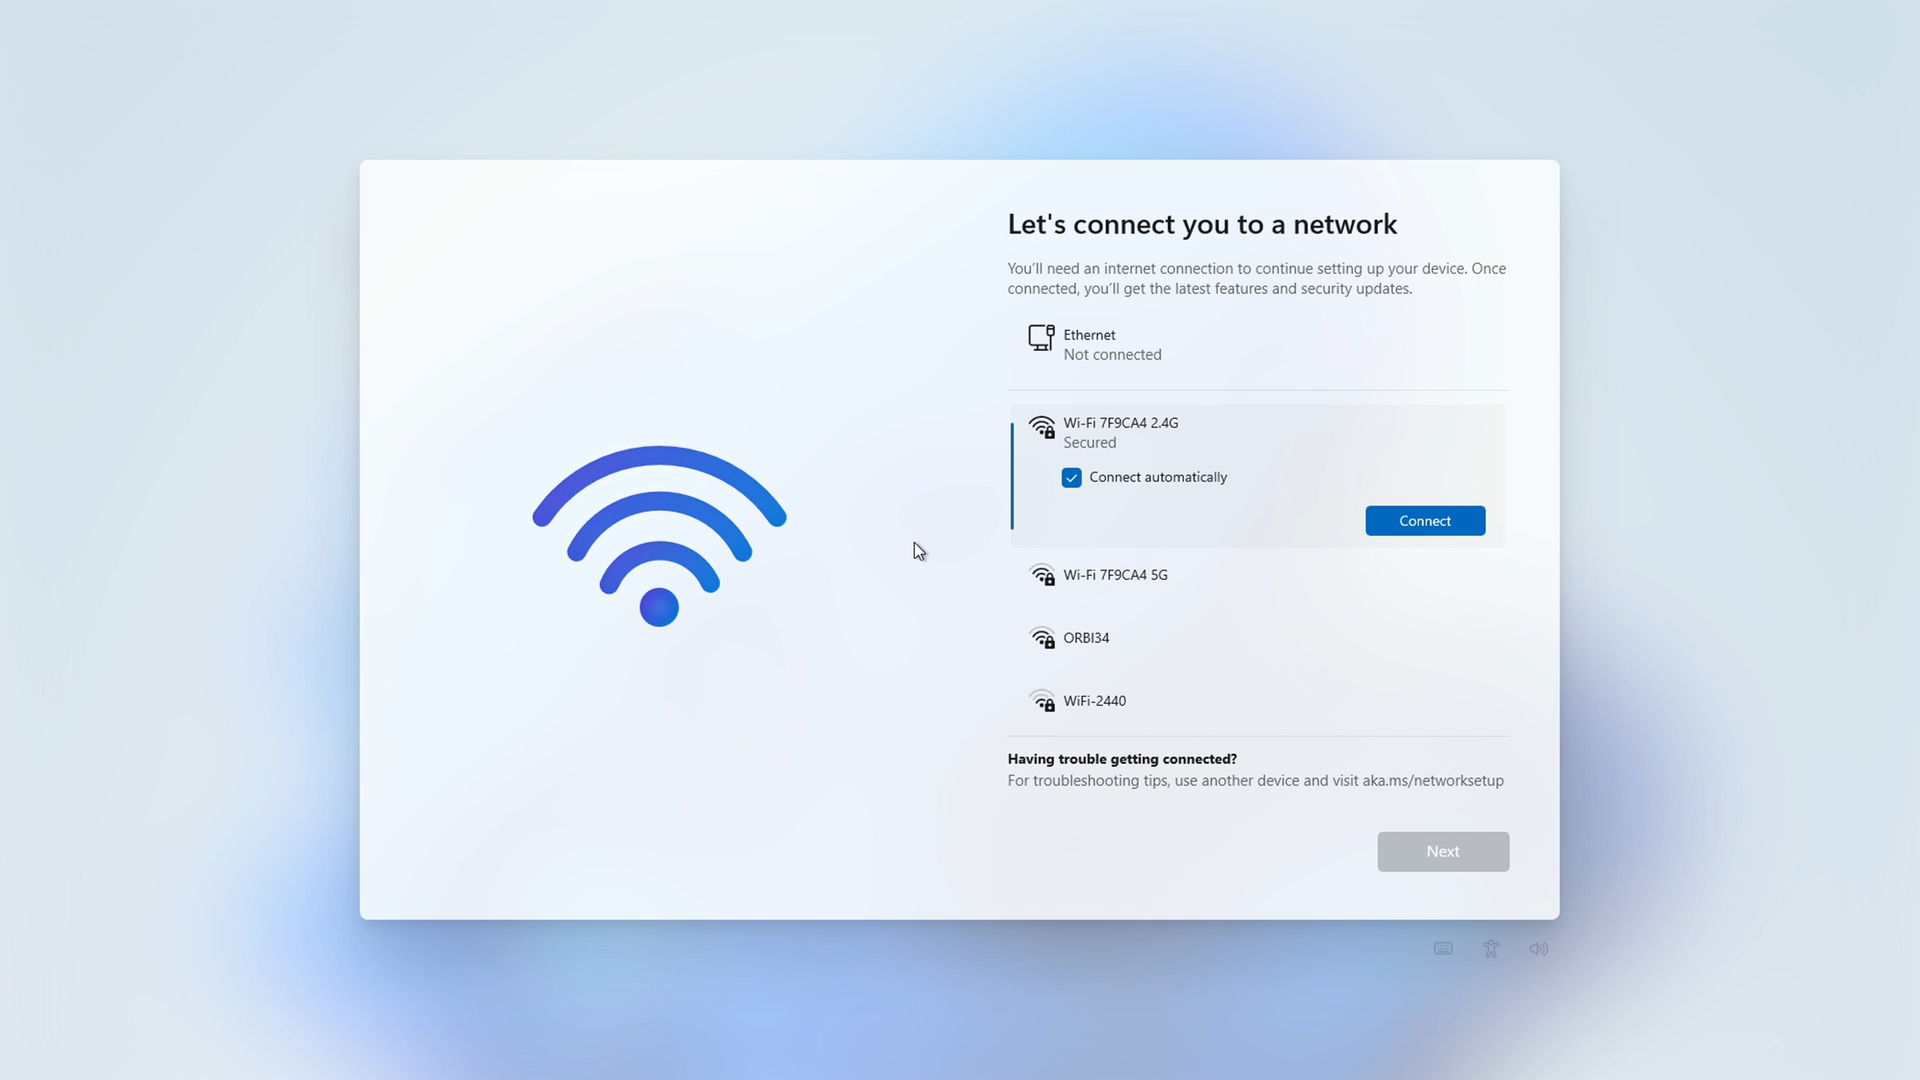 Let's connect you to a network
You'll need an internet connection to continue setting up your device. Once
connected, you'll get the latest features and security updates.
Ethernet
Not connected
Wi-Fi 7F9CA4 2.4G
Secured
Connect automatically
Connect
Wi-Fi 7F9CA4 5G
ORBI34
WiFi-2440
Having trouble getting connected?
For troubleshooting tips, use another device and visit aka.ms/networksetup
Next